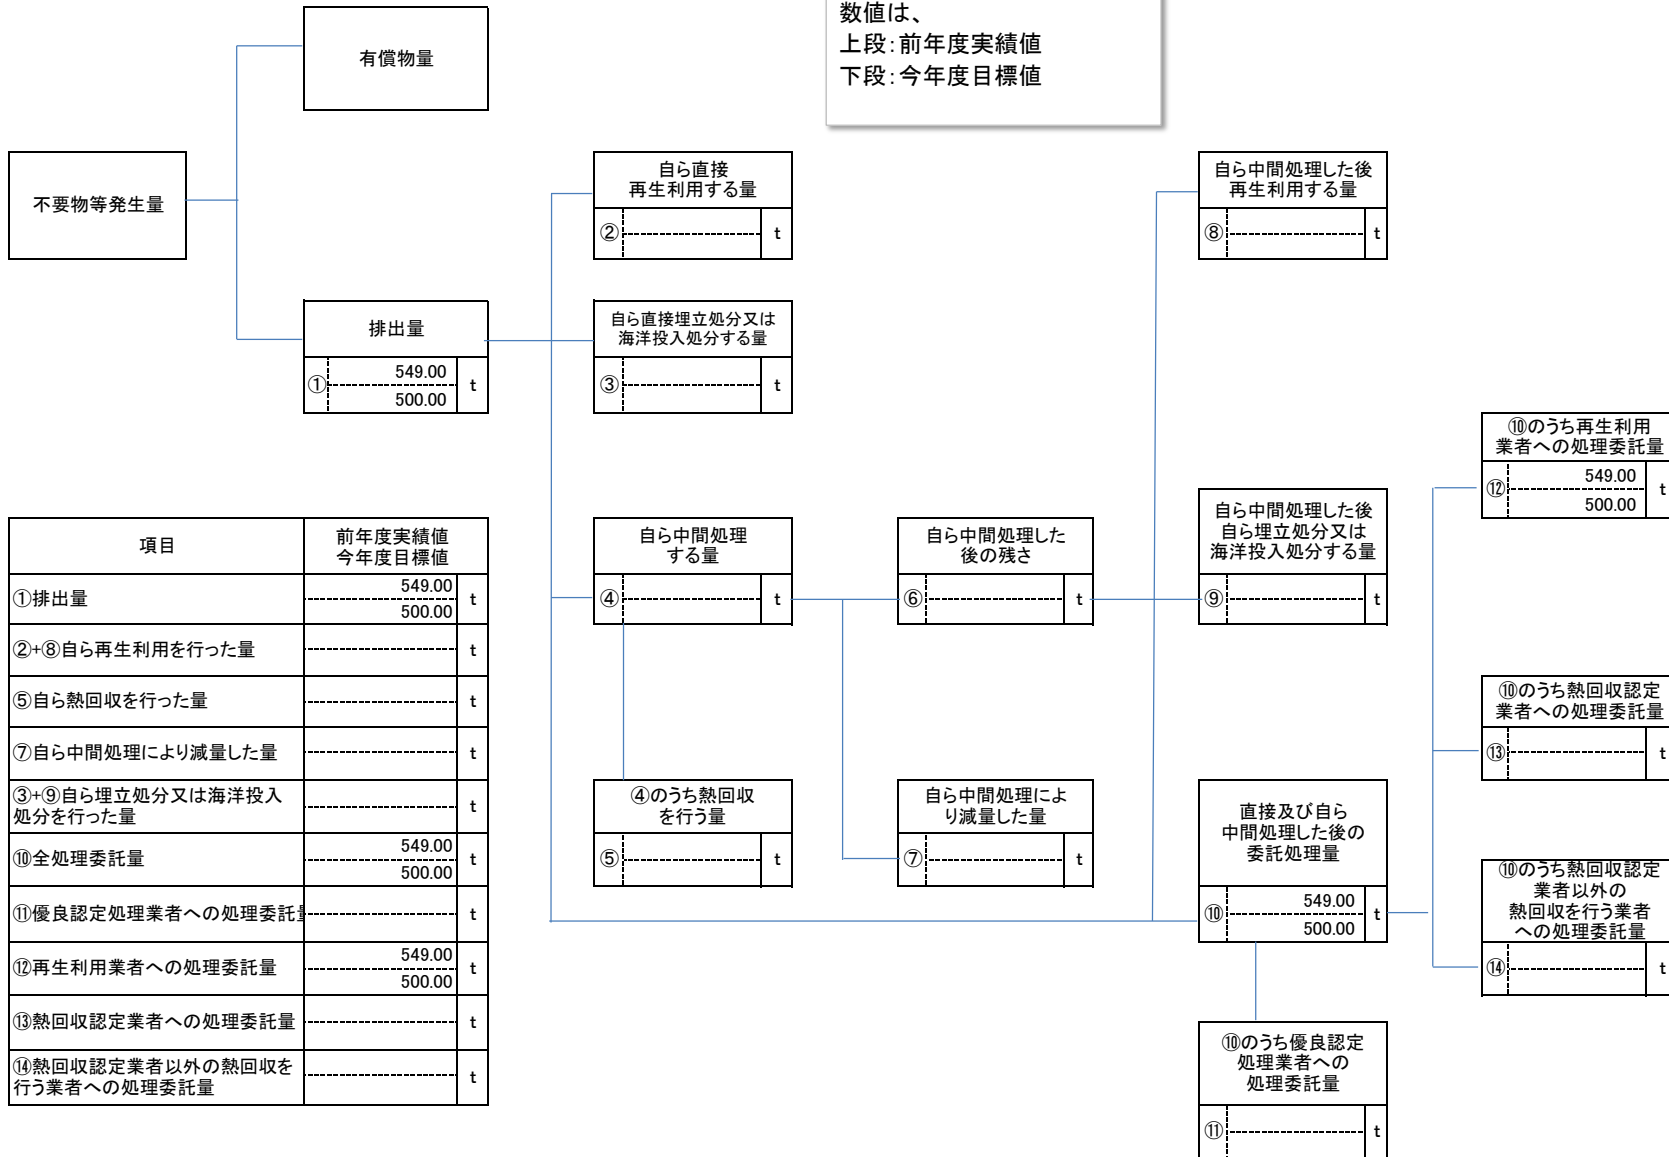 数値は、
上段：前年度実績値
下段：今年度目標値
有償物量
不要物等発生量
自ら直接
再生利用する量
② t
自ら中間処理した後
再生利用する量
⑧ t
排出量
① 549.00 t
500.00
自ら直接埋立処分又は
海洋投入処分する量
③ t
⑩のうち再生利用
業者への処理委託量
⑫ 549.00 t
500.00
自ら中間処理
する量
④ t
自ら中間処理した
後の残さ
⑥ t
自ら中間処理した後
自ら埋立処分又は
海洋投入処分する量
⑨ t
⑩のうち熱回収認定
業者への処理委託量
⑬ t
④のうち熱回収
を行う量
⑤ t
自ら中間処理によ
り減量した量
⑦ t
直接及び自ら
中間処理した後の
委託処理量
⑩ 549.00 t
500.00
⑩のうち熱回収認定
業者以外の
熱回収を行う業者
への処理委託量
⑭ t
⑩のうち優良認定
処理業者への
処理委託量
⑪ t
項目 前年度実績値
今年度目標値
①排出量 549.00 t
500.00
②+⑧自ら再生利用を行った量 t
⑤自ら熱回収を行った量 t
⑦自ら中間処理により減量した量 t
③+⑨自ら埋立処分又は海洋投入
処分を行った量 t
⑩全処理委託量 549.00 t
500.00
⑪優良認定処理業者への処理委託 t
⑫再生利用業者への処理委託量 549.00 t
500.00
⑬熱回収認定業者への処理委託量 t
⑭熱回収認定業者以外の熱回収を
行う業者への処理委託量 t